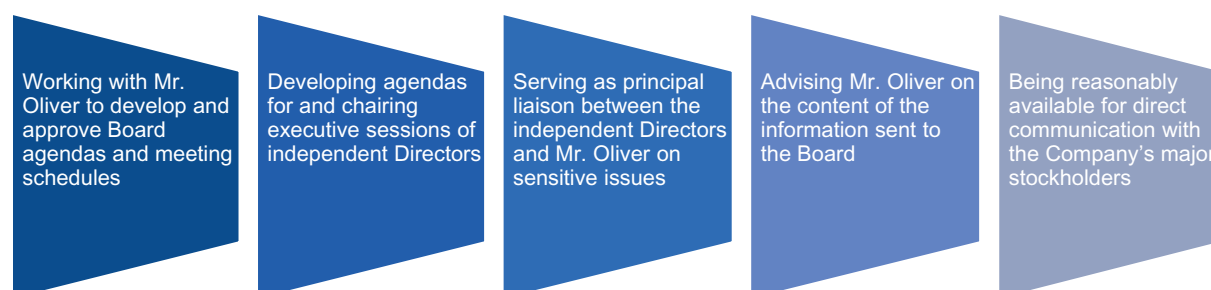 Working with Mr.
Oliver to develop and
approve Board
agendas and meeting
schedules
Developing agendas
for and chairing
executive sessions of
independent Directors
Serving as principal
liaison between the
independent Directors
and Mr. Oliver on
sensitive issues
Advising Mr. Oliver on
the content of the
information sent to
the Board
Being reasonably
available for direct
communication with
the Company’s major
stockholders